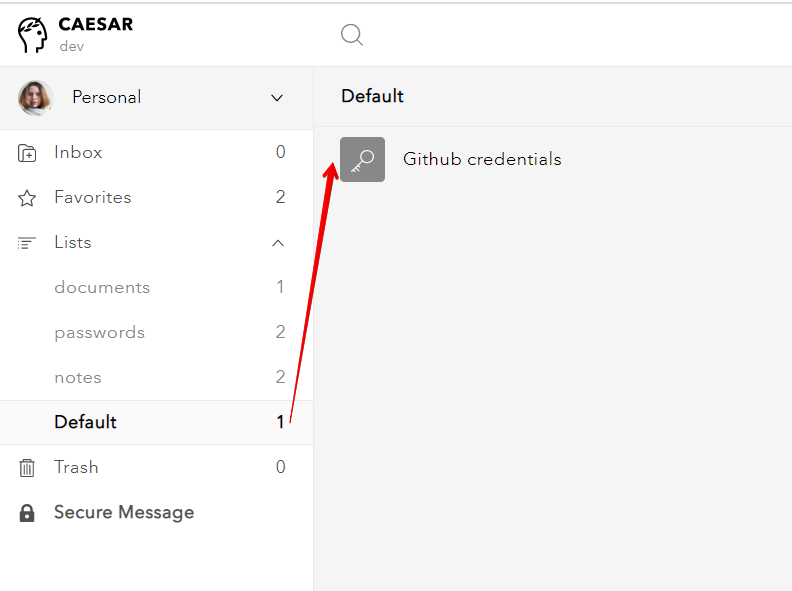 CAESAR
dev
Personal
Default
Inbox 0
Github credentials
Favorites 2
Lists
documents 1
passwords 2
notes 2
Default 1
Trash 0
Secure Message